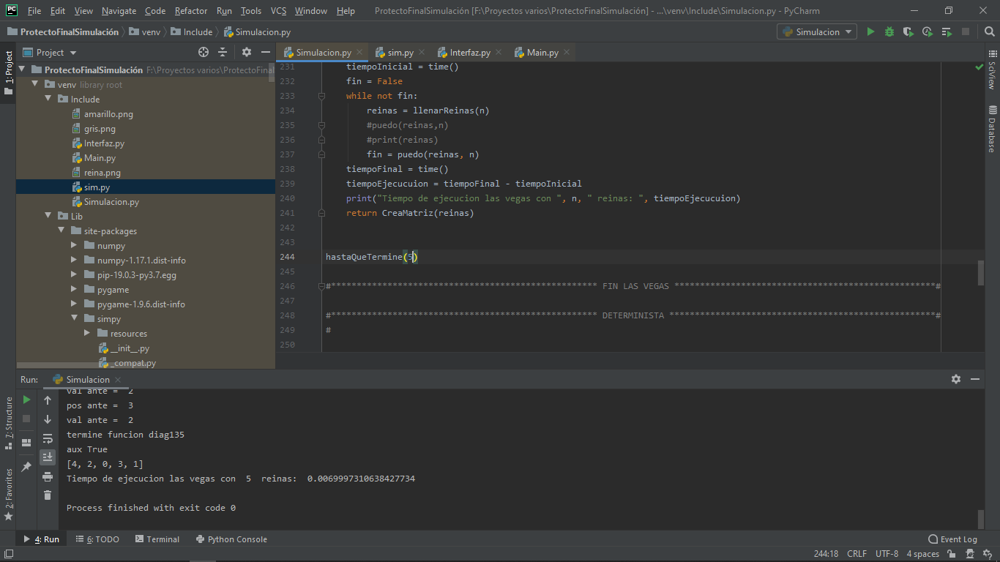 File Edit View Navigate Code Refactor Run Tools VCS Window Help ProtectoFinalSimulación [F:\Proyectos varios\ProtectoFinalSimulación] - ...\venv\Include\Simulacion.py - PyCharm
ProtectoFinalSimulación venv Include Simulacion.py Simulacion
1: Project
Project
ProtectoFinalSimulación F:\Proyectos varios\ProtectoFinal
venv library root
Include
amarillo.png
gris.png
Interfaz.py
Main.py
reina.png
sim.py
Simulacion.py
Lib
site-packages
numpy
numpy-1.17.1.dist-info
pip-19.0.3-py3.7.egg
pygame
pygame-1.9.6.dist-info
simpy
resources
__init__.py
_compat.py
Simulacion.py sim.py Interfaz.py Main.py
231 tiempoInicial = time()
232 fin = False
233 while not fin:
234 reinas = llenarReinas(n)
235 #puedo(reinas,n)
236 #print(reinas)
237 fin = puedo(reinas, n)
238 tiempoFinal = time()
239 tiempoEjecucuion = tiempoFinal - tiempoInicial
240 print("Tiempo de ejecucion las vegas con ", n, " reinas: ", tiempoEjecucuion)
241 return CreaMatriz(reinas)
242
243
244 hastaQueTermine(5)
245
246 #**************************************************** FIN LAS VEGAS ***************************************************#
247
248 #**************************************************** DETERMINISTA ****************************************************#
249 #
250
SciView
Database
Run: Simulacion
val ante =  2
pos ante =  3
val ante =  2
termine funcion diag135
aux True
[4, 2, 0, 3, 1]
Tiempo de ejecucion las vegas con  5  reinas:  0.0069997310638427734
Process finished with exit code 0
7: Structure
2: Favorites
4: Run 6: TODO Terminal Python Console Event Log
244:18 CRLF UTF-8 4 spaces